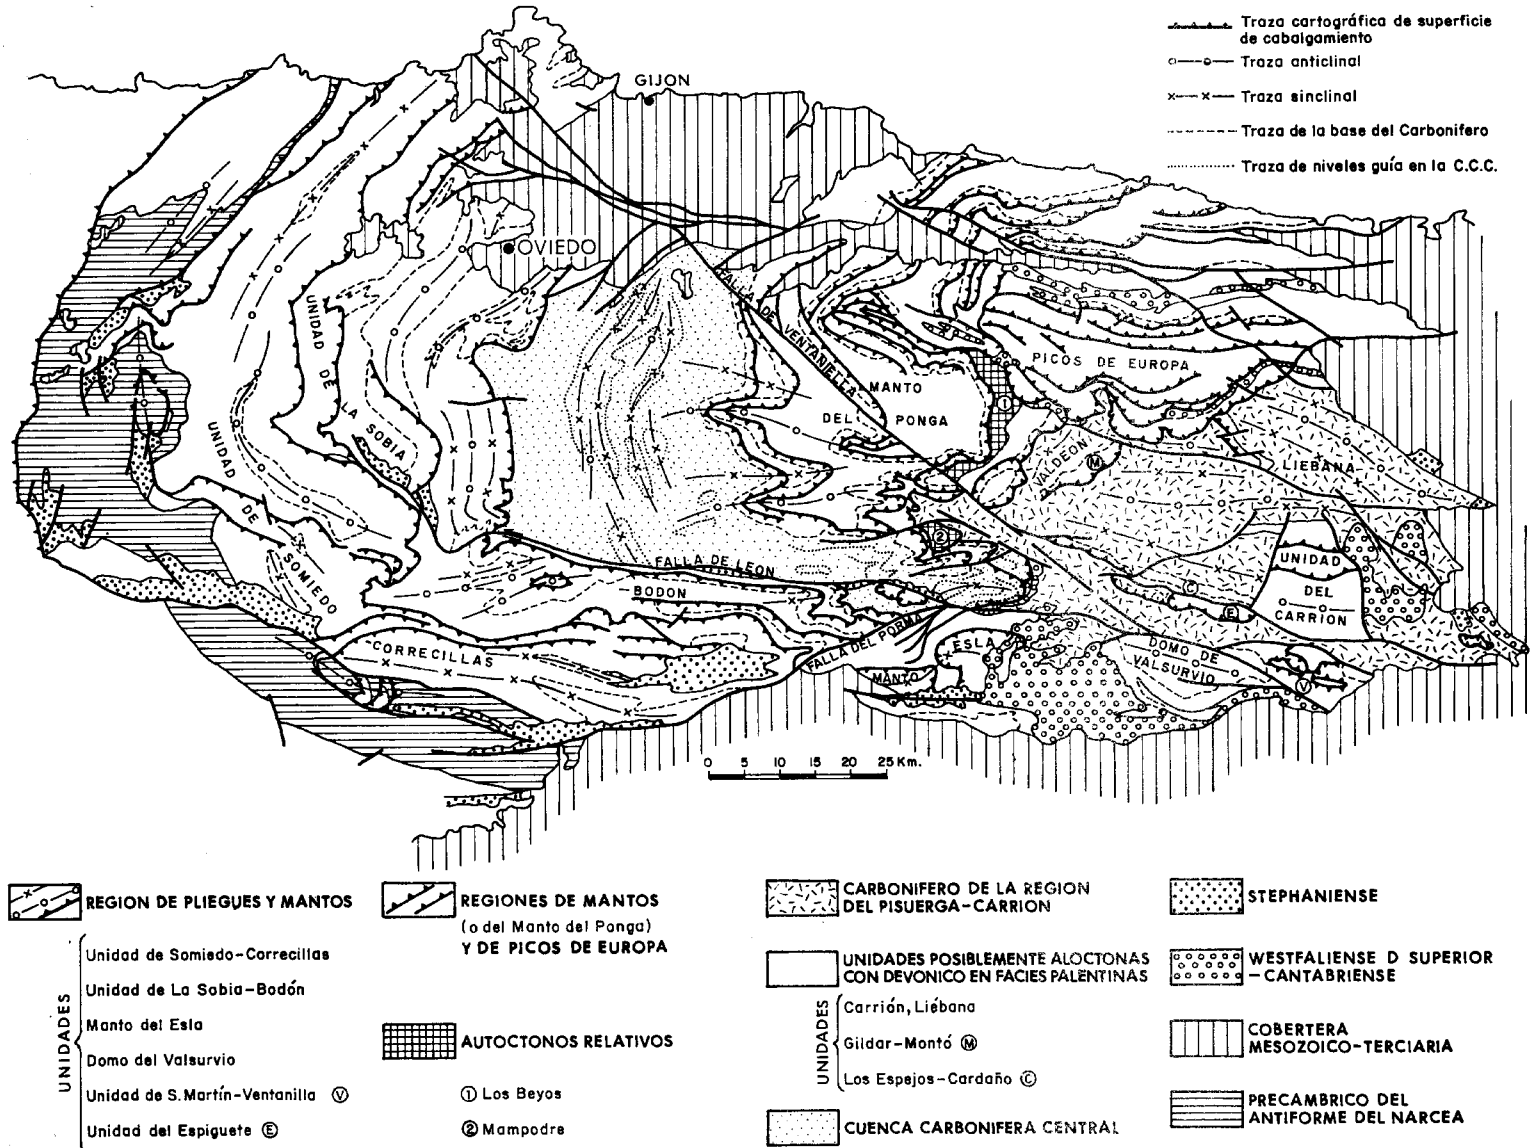 Traza cartográfica de superficie
de cabalgamiento
Traza anticlinal
Traza sinclinal
Traza de la base del Carbonífero
Traza de niveles guía en la C.C.C.
GIJON
OVIEDO
UNIDAD DE LA SOBIA
FALLA DE VENTANIELLA
PICOS DE EUROPA
MANTO
DEL PONGA
1
UNIDAD DE SOMIEDO
VALDEON
M
LIEBANA
2
FALLA DE LEON
BODON
UNIDAD
DEL
CARRION
C
E
CORRECILLAS
FALLA DEL PORMA
ESLA
MANTO
DOMO DE
VALSURVIO
V
0 5 10 15 20 25 Km.
REGION DE PLIEGUES Y MANTOS
UNIDADES
Unidad de Somiedo-Correcillas
Unidad de La Sobia-Bodón
Manto del Esla
Domo del Valsurvio
Unidad de S. Martín-Ventanilla V
Unidad del Espiguete E
REGIONES DE MANTOS
(o del Manto del Ponga)
Y DE PICOS DE EUROPA
AUTOCTONOS RELATIVOS
1 Los Beyos
2 Mampodre
CARBONIFERO DE LA REGION
DEL PISUERGA-CARRION
UNIDADES POSIBLEMENTE ALOCTONAS
CON DEVONICO EN FACIES PALENTINAS
UNIDADES
Carrión, Liébana
Gildar-Montó M
Los Espejos-Cardaño C
CUENCA CARBONIFERA CENTRAL
STEPHANIENSE
WESTFALIENSE D SUPERIOR
-CANTABRIENSE
COBERTERA
MESOZOICO-TERCIARIA
PRECAMBRICO DEL
ANTIFORME DEL NARCEA